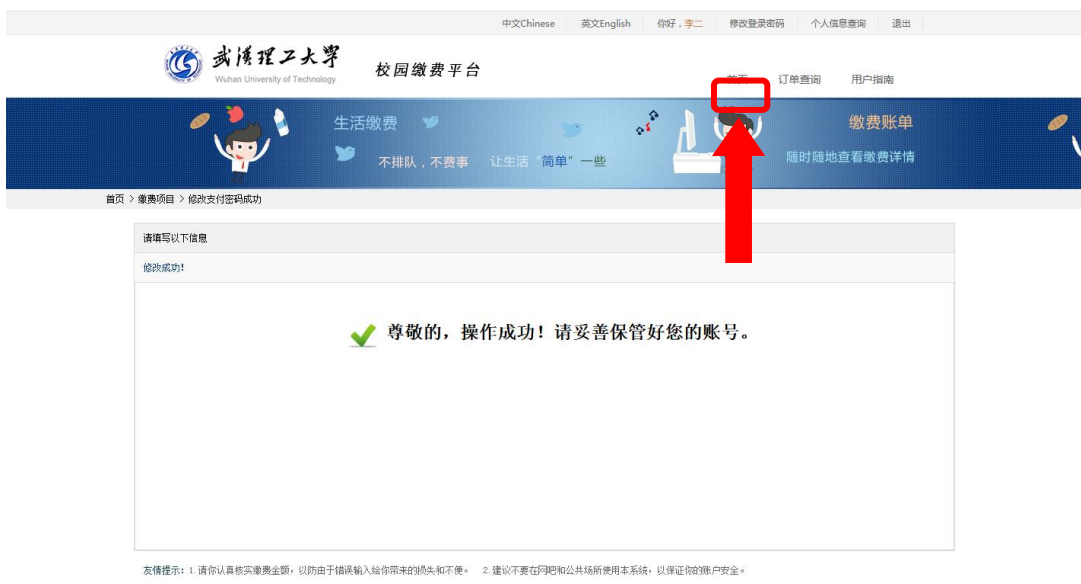 中文Chinese 英文English 你好，李二 修改登录密码 个人信息查询 退出
武汉理工大学
Wuhan University of Technology
校园缴费平台
首页 订单查询 用户指南
生活缴费
不排队，不费事 让生活“简单”一些
缴费账单
随时随地查看缴费详情
首页 > 缴费项目 > 修改支付密码成功
请填写以下信息
修改成功!
尊敬的，操作成功！请妥善保管好您的账号。
友情提示：1.请你认真核实缴费金额，以防由于错误输入给你带来的损失和不便。 2.建议不要在网吧和公共场所使用本系统，以保证你的账户安全。